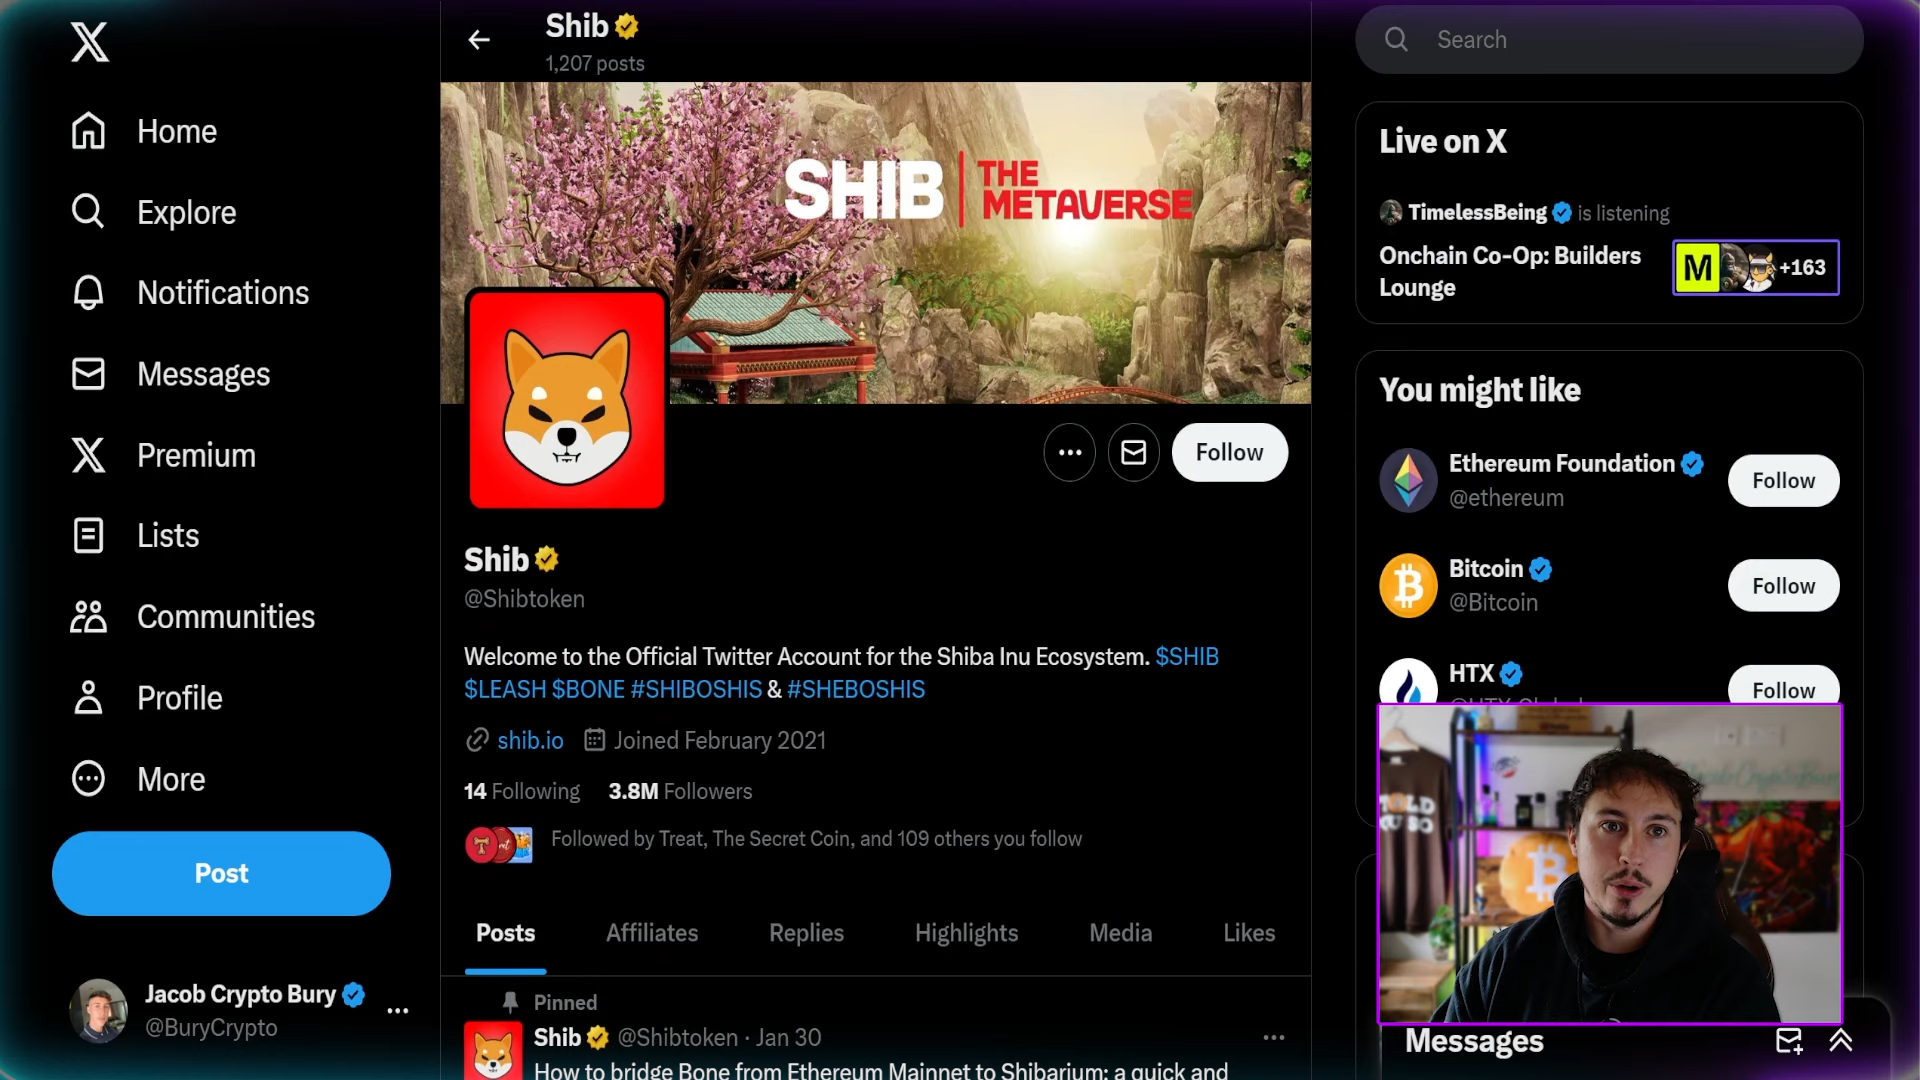 Home
Explore
Notifications
Messages
Premium
Lists
Communities
Profile
More
Post
Jacob Crypto Bury
@BuryCrypto
Shib
1,207 posts
SHIB | THE
METAVERSE
Follow
Shib
@Shibtoken
Welcome to the Official Twitter Account for the Shiba Inu Ecosystem. $SHIB
$LEASH $BONE #SHIBOSHIS & #SHEBOSHIS
shib.io Joined February 2021
14 Following 3.8M Followers
Followed by Treat, The Secret Coin, and 109 others you follow
Posts Affiliates Replies Highlights Media Likes
Pinned
Shib @Shibtoken · Jan 30
How to bridge Bone from Ethereum Mainnet to Shibarium: a quick and
Search
Live on X
TimelessBeing is listening
Onchain Co-Op: Builders
Lounge
M +163
You might like
Ethereum Foundation
@ethereum
Follow
Bitcoin
@Bitcoin
Follow
HTX
Follow
Messages